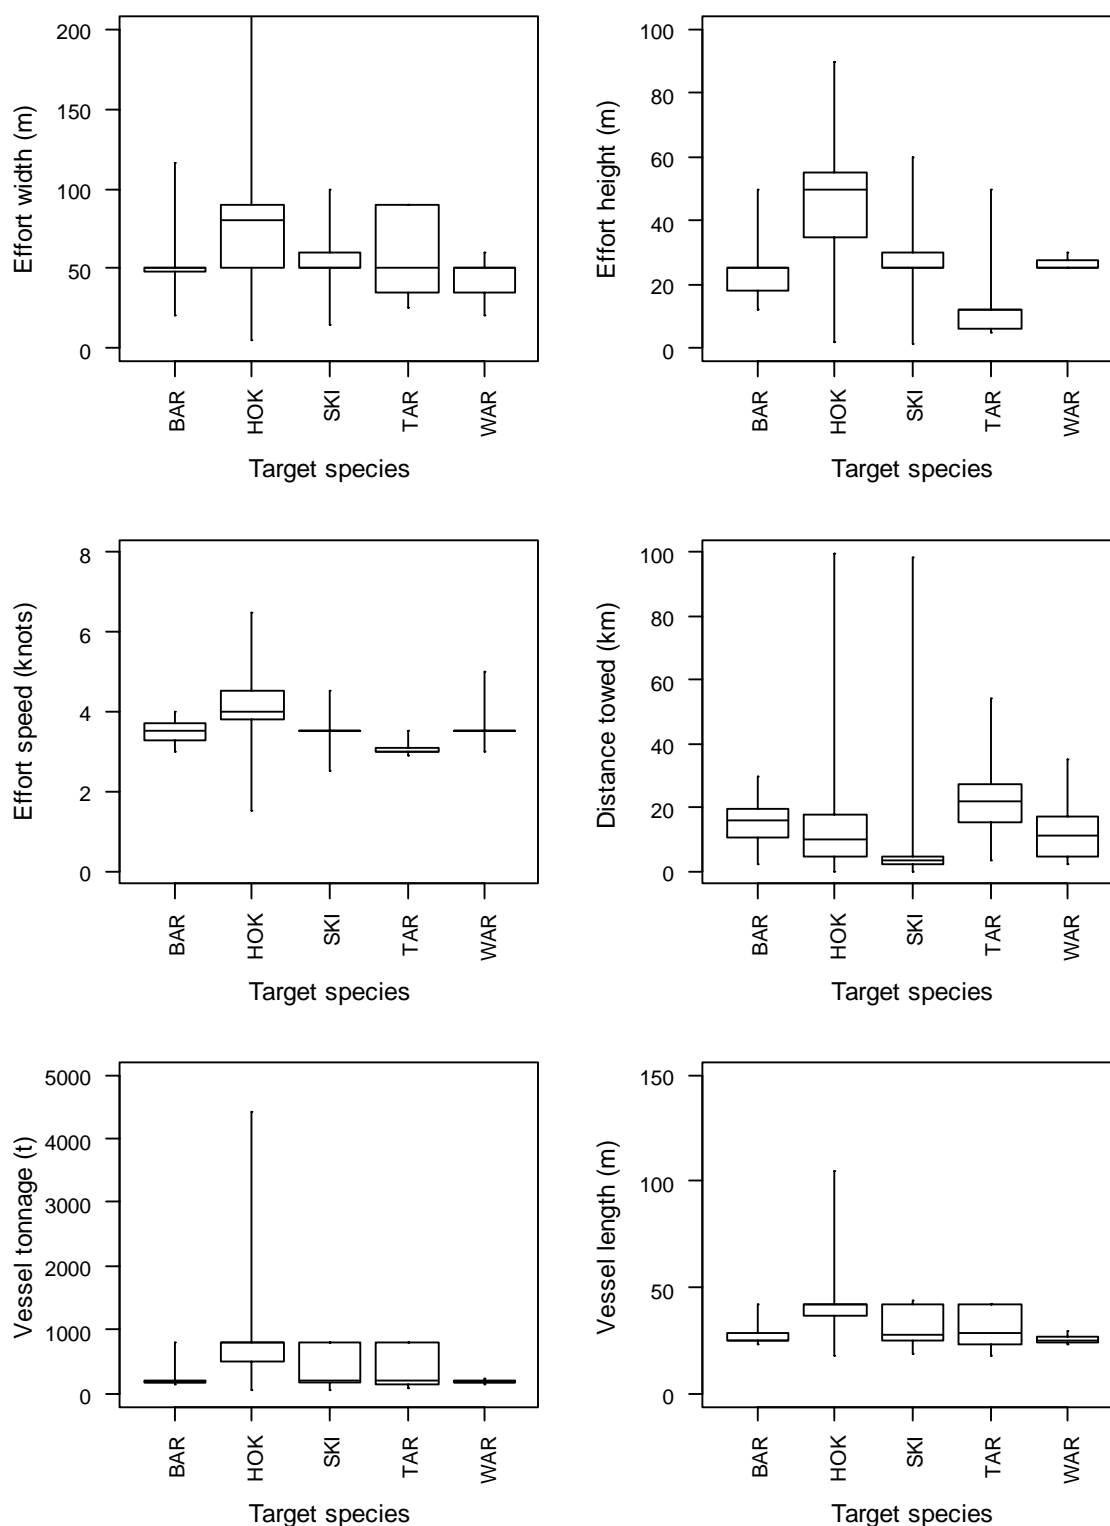 Effort width (m)
200
150
100
50
0
BAR
HOK
SKI
TAR
WAR
Target species
Effort height (m)
100
80
60
40
20
0
BAR
HOK
SKI
TAR
WAR
Target species
Effort speed (knots)
8
6
4
2
0
BAR
HOK
SKI
TAR
WAR
Target species
Distance towed (km)
100
80
60
40
20
0
BAR
HOK
SKI
TAR
WAR
Target species
Vessel tonnage (t)
5000
4000
3000
2000
1000
0
BAR
HOK
SKI
TAR
WAR
Target species
Vessel length (m)
150
100
50
0
BAR
HOK
SKI
TAR
WAR
Target species